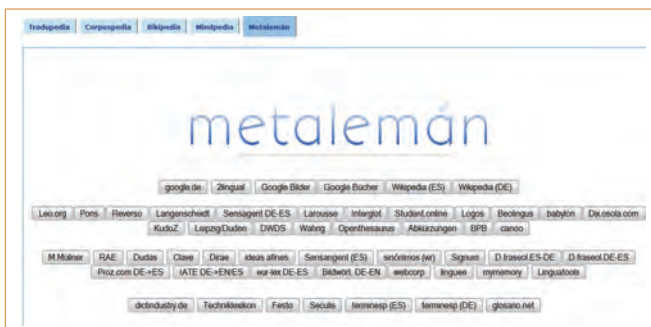 Tradupedia Corpuspedia Bikipedia Mindpedia Metalemán
metalemán
google.de 2lingual Google Bilder Google Bücher Wikipedia (ES) Wikipedia (DE)
Leo.org Pons Reverso Langenscheidt Sensagent DE-ES Larousse Interglot Student.online Logos Beolingus babylon Dix.osola.com
KudoZ Leipzig/Duden DWDS Wahrig Openthesaurus Abkürzungen BPB canoo
M.Moliner RAE Dudas Clave Dirae ideas afines Sensangent (ES) sinónimos (wr) Signum D.fraseol.ES-DE D.fraseol.DE-ES
Proz.com DE->ES IATE DE->EN/ES eur-lex DE-ES Bildwört. DE-EN webcorp linguee mymemory Linguatools
dictindustry.de Techniklexikon Festo Seculis terminesp (ES) terminesp (DE) glosario.net